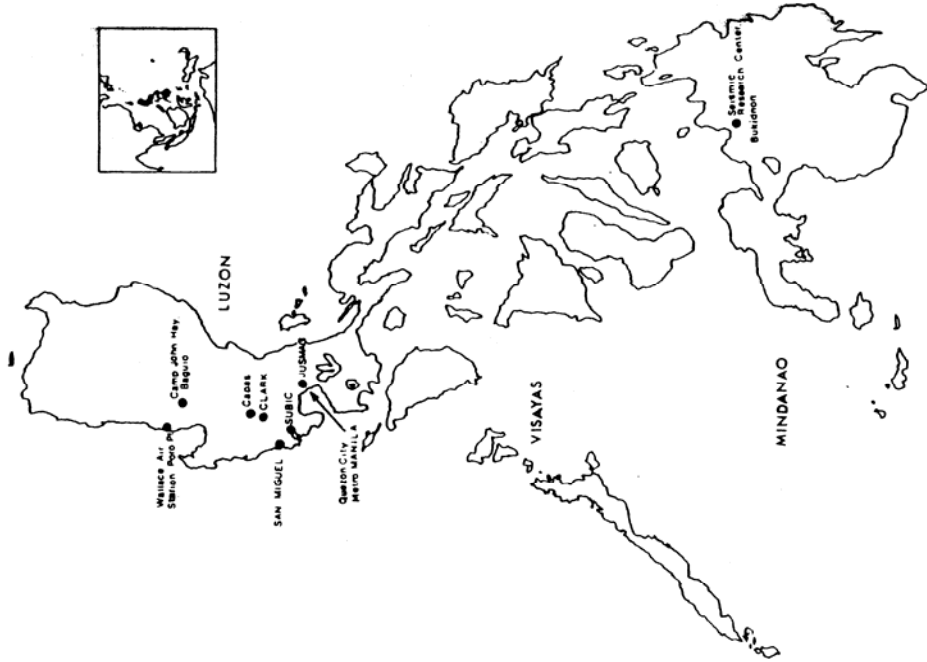 LUZON
Wallace Air
Station Poro Pt.
Camp John Hay,
Baguio
Capas
CLARK
SAN MIGUEL
SUBIC
JUSMAG
Quezon City
Metro MANILA
VISAYAS
MINDANAO
Seismic
Research Center,
Bukidnon